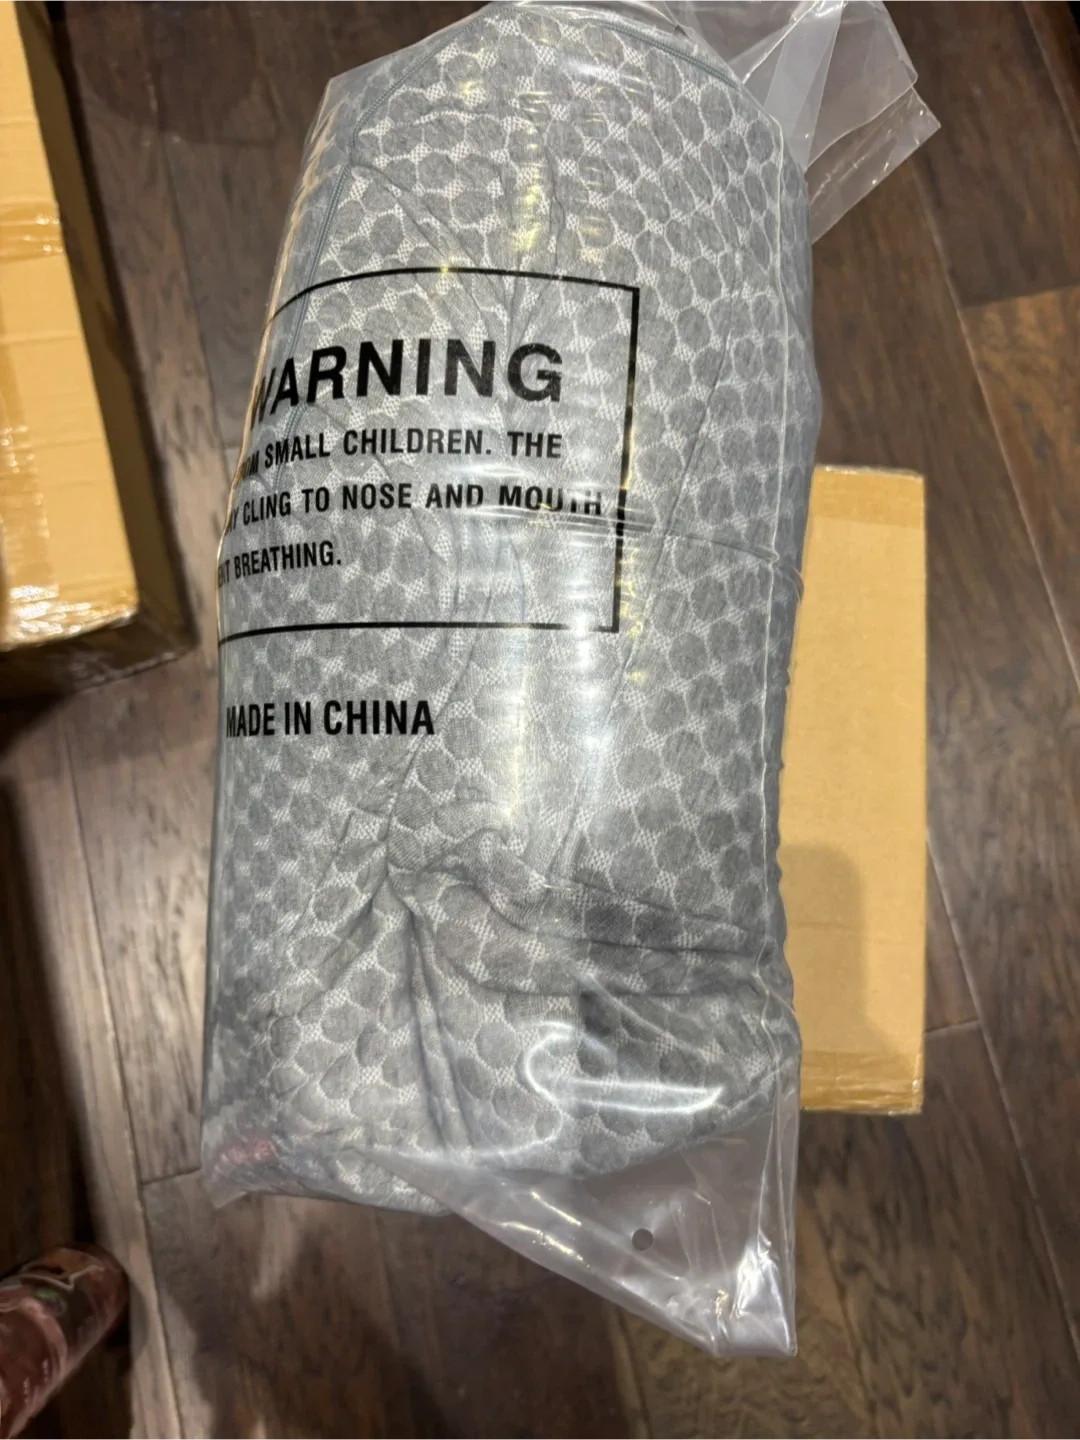 WARNING
SMALL CHILDREN. THE
CLING TO NOSE AND MOUTH
BREATHING.
MADE IN CHINA